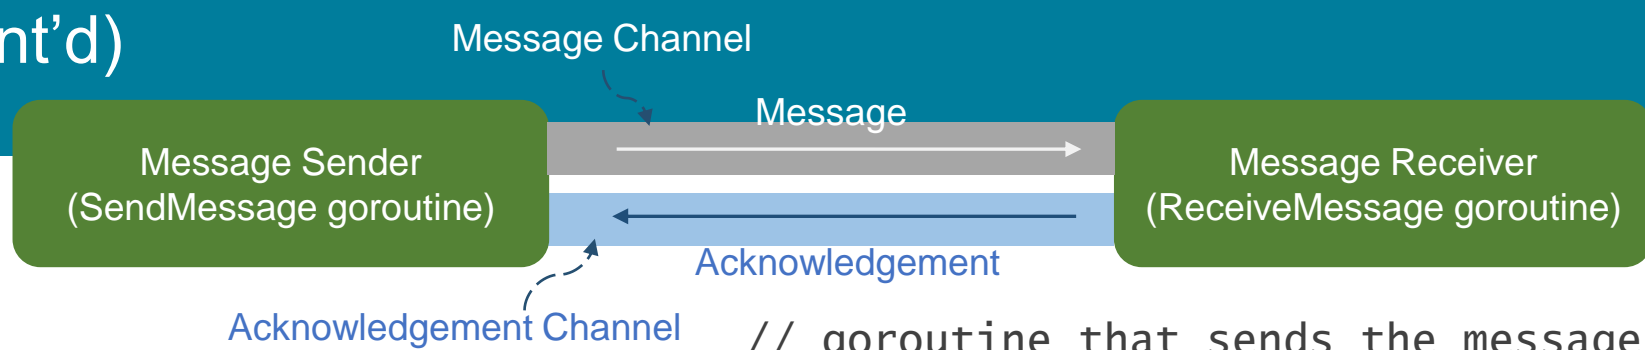 nt’d)
Message Channel
Message
Message Sender
(SendMessage goroutine)
Message Receiver
(ReceiveMessage goroutine)
Acknowledgement
Acknowledgement Channel
// goroutine that sends the message